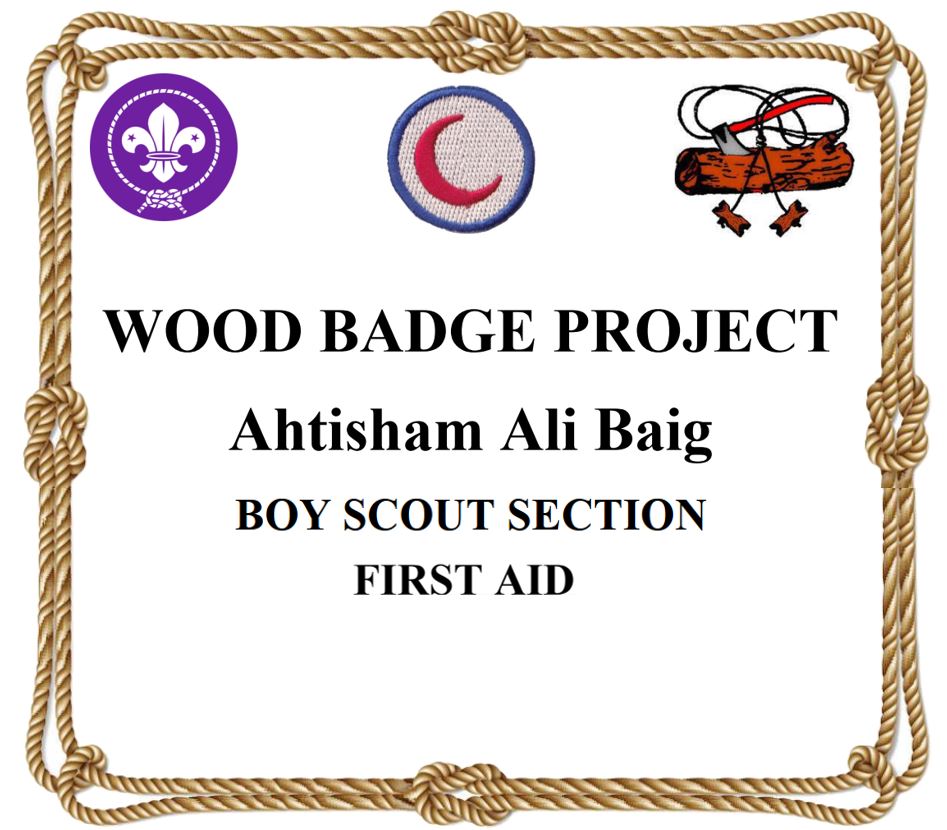 WOOD BADGE PROJECT
Ahtisham Ali Baig
BOY SCOUT SECTION
FIRST AID